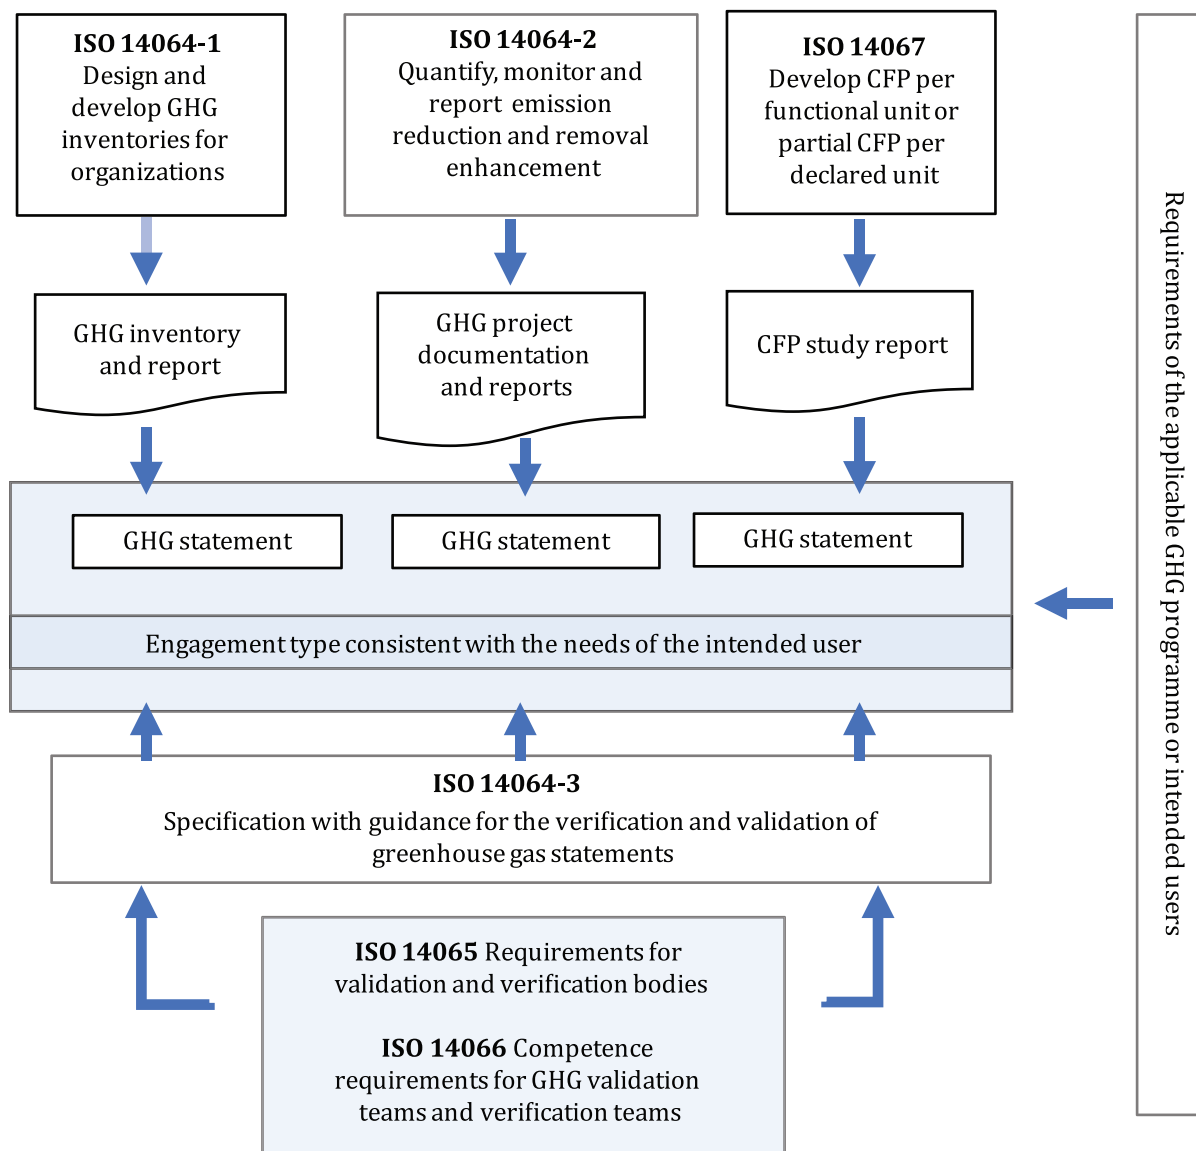 ISO 14064-1
Design and
develop GHG
inventories for
organizations
ISO 14064-2
Quantify, monitor and
report emission
reduction and removal
enhancement
ISO 14067
Develop CFP per
functional unit or
partial CFP per
declared unit
GHG inventory
and report
GHG project
documentation
and reports
CFP study report
GHG statement
GHG statement
GHG statement
Engagement type consistent with the needs of the intended user
ISO 14064-3
Specification with guidance for the verification and validation of
greenhouse gas statements
ISO 14065 Requirements for
validation and verification bodies
ISO 14066 Competence
requirements for GHG validation
teams and verification teams
Requirements of the applicable GHG programme or intended users